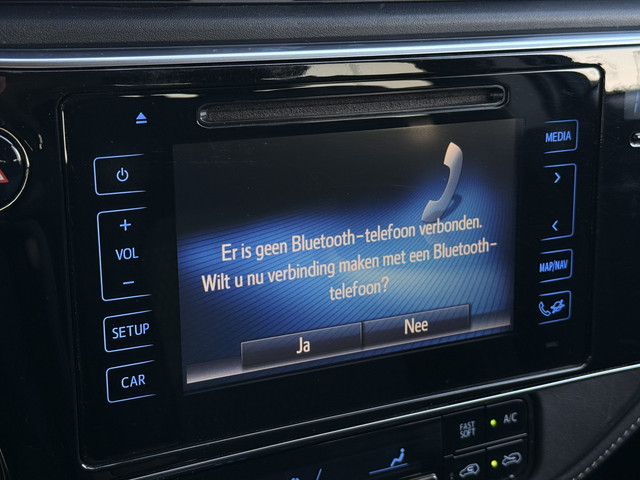 MEDIA
+
VOL
−
SETUP
CAR
MAP/NAV
Er is geen Bluetooth-telefoon verbonden.
Wilt u nu verbinding maken met een Bluetooth-
telefoon?
Ja
Nee
FAST
SOFT
A/C